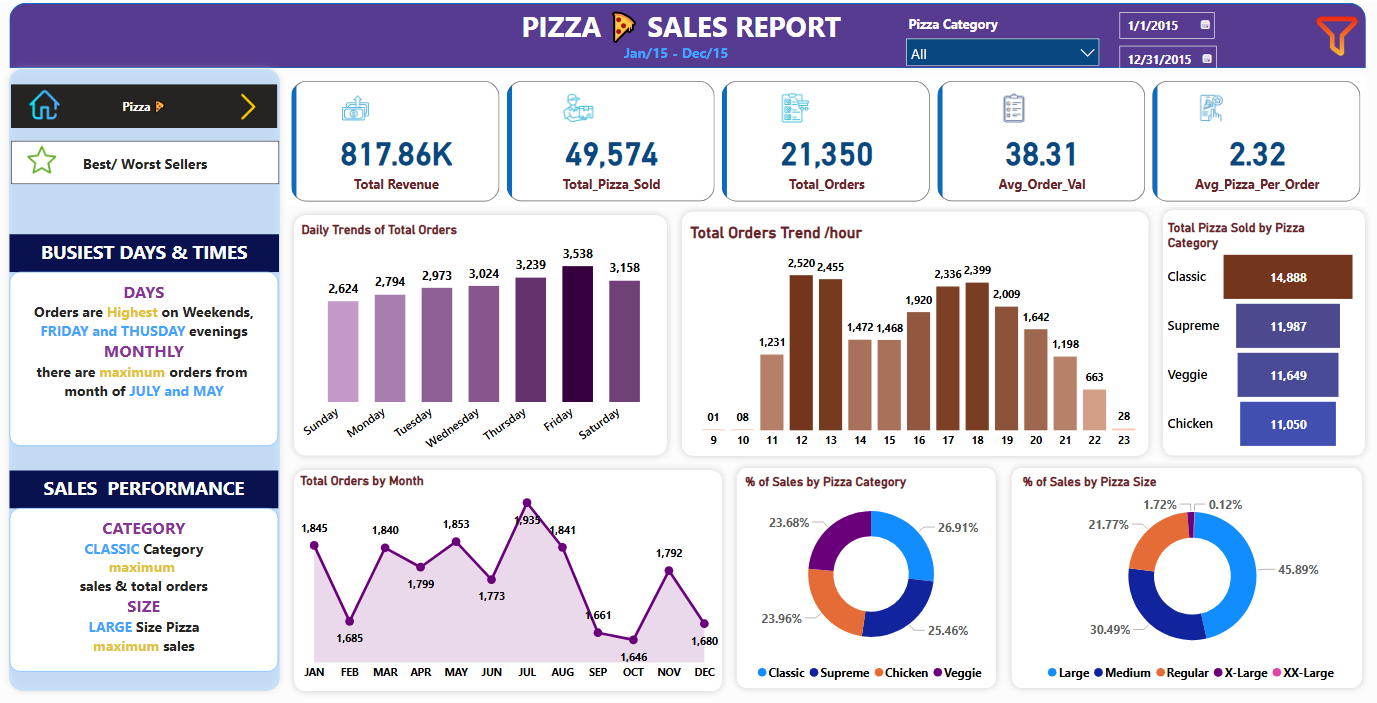 PIZZA SALES REPORT
Jan/15 - Dec/15
Pizza Category
All
1/1/2015
12/31/2015
Pizza
Best/ Worst Sellers
BUSIEST DAYS & TIMES
DAYS
Orders are Highest on Weekends,
FRIDAY and THUSDAY evenings
MONTHLY
there are maximum orders from
month of JULY and MAY
SALES PERFORMANCE
CATEGORY
CLASSIC Category
maximum
sales & total orders
SIZE
LARGE Size Pizza
maximum sales
817.86K
Total Revenue
49,574
Total_Pizza_Sold
21,350
Total_Orders
38.31
Avg_Order_Val
2.32
Avg_Pizza_Per_Order
Daily Trends of Total Orders
2,624 2,794 2,973 3,024 3,239 3,538 3,158
Sunday Monday Tuesday Wednesday Thursday Friday Saturday
Total Orders Trend /hour
01 08 1,231 2,520 2,455 1,472 1,468 1,920 2,336 2,399 2,009 1,642 1,198 663 28
9 10 11 12 13 14 15 16 17 18 19 20 21 22 23
Total Pizza Sold by Pizza
Category
Classic 14,888
Supreme 11,987
Veggie 11,649
Chicken 11,050
Total Orders by Month
1,845 1,685 1,840 1,799 1,853 1,773 1,935 1,841 1,661 1,646 1,792 1,680
JAN FEB MAR APR MAY JUN JUL AUG SEP OCT NOV DEC
% of Sales by Pizza Category
23.68% 26.91%
23.96% 25.46%
Classic Supreme Chicken Veggie
% of Sales by Pizza Size
1.72% 0.12%
21.77%
45.89%
30.49%
Large Medium Regular X-Large XX-Large